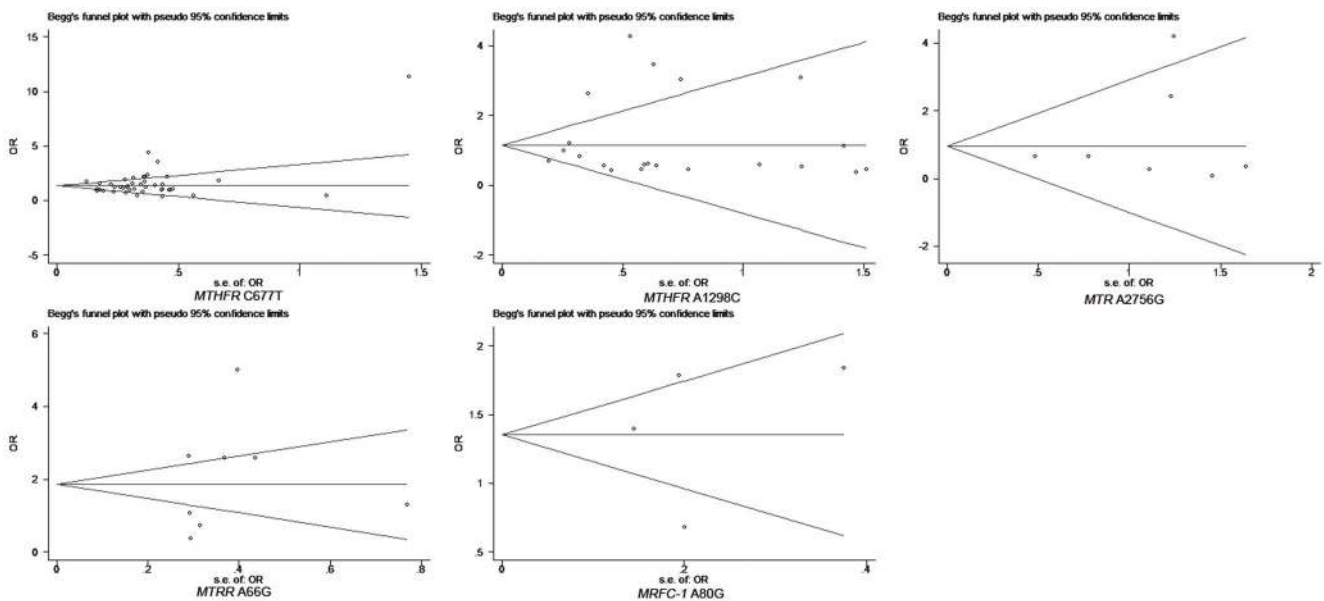 Begg's funnel plot with pseudo 95% confidence limits
15
10
5
0
-5
OR
0
.5
1
1.5
s.e. of: OR
MTHFR C677T
Begg's funnel plot with pseudo 95% confidence limits
4
2
0
-2
OR
0
.5
1
1.5
s.e. of: OR
MTHFR A1298C
Begg's funnel plot with pseudo 95% confidence limits
4
2
0
-2
OR
0
.5
1
1.5
2
s.e. of: OR
MTR A2756G
Begg's funnel plot with pseudo 95% confidence limits
6
4
2
0
OR
0
.2
.4
.6
.8
s.e. of: OR
MTRR A66G
Begg's funnel plot with pseudo 95% confidence limits
2
1.5
1
.5
OR
0
.2
.4
s.e. of: OR
MRFC-1 A80G